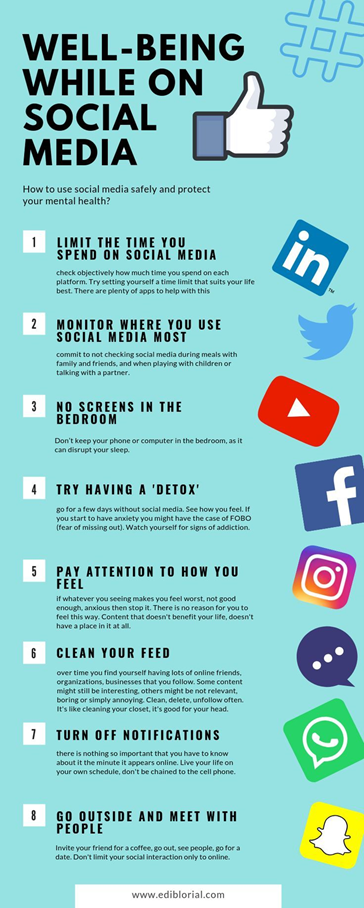 WELL-BEING
WHILE ON
SOCIAL
MEDIA
How to use social media safely and protect
your mental health?
1
LIMIT THE TIME YOU
SPEND ON SOCIAL MEDIA
check objectively how much time you spend on each
platform. Try setting yourself a time limit that suits your life
best. There are plenty of apps to help with this
2
MONITOR WHERE YOU USE
SOCIAL MEDIA MOST
commit to not checking social media during meals with
family and friends, and when playing with children or
talking with a partner.
3
NO SCREENS IN THE
BEDROOM
Don't keep your phone or computer in the bedroom, as it
can disrupt your sleep.
4
TRY HAVING A 'DETOX'
go for a few days without social media. See how you feel. If
you start to have anxiety you might have the case of FOBO
(fear of missing out). Watch yourself for signs of addiction.
5
PAY ATTENTION TO HOW YOU
FEEL
if whatever you seeing makes you feel worst, not good
enough, anxious then stop it. There is no reason for you to
feel this way. Content that doesn't benefit your life, doesn't
have a place in it at all.
6
CLEAN YOUR FEED
over time you find yourself having lots of online friends,
organizations, businesses that you follow. Some content
might still be interesting, others might be not relevant,
boring or simply annoying. Clean, delete, unfollow often.
It's like cleaning your closet, it's good for your head.
7
TURN OFF NOTIFICATIONS
there is nothing so important that you have to know
about it the minute it appears online. Live your life on
your own schedule, don't be chained to the cell phone.
8
GO OUTSIDE AND MEET WITH
PEOPLE
Invite your friend for a coffee, go out, see people, go for a
date. Don't limit your social interaction only to online.
www.ediblorial.com
in
TM
f